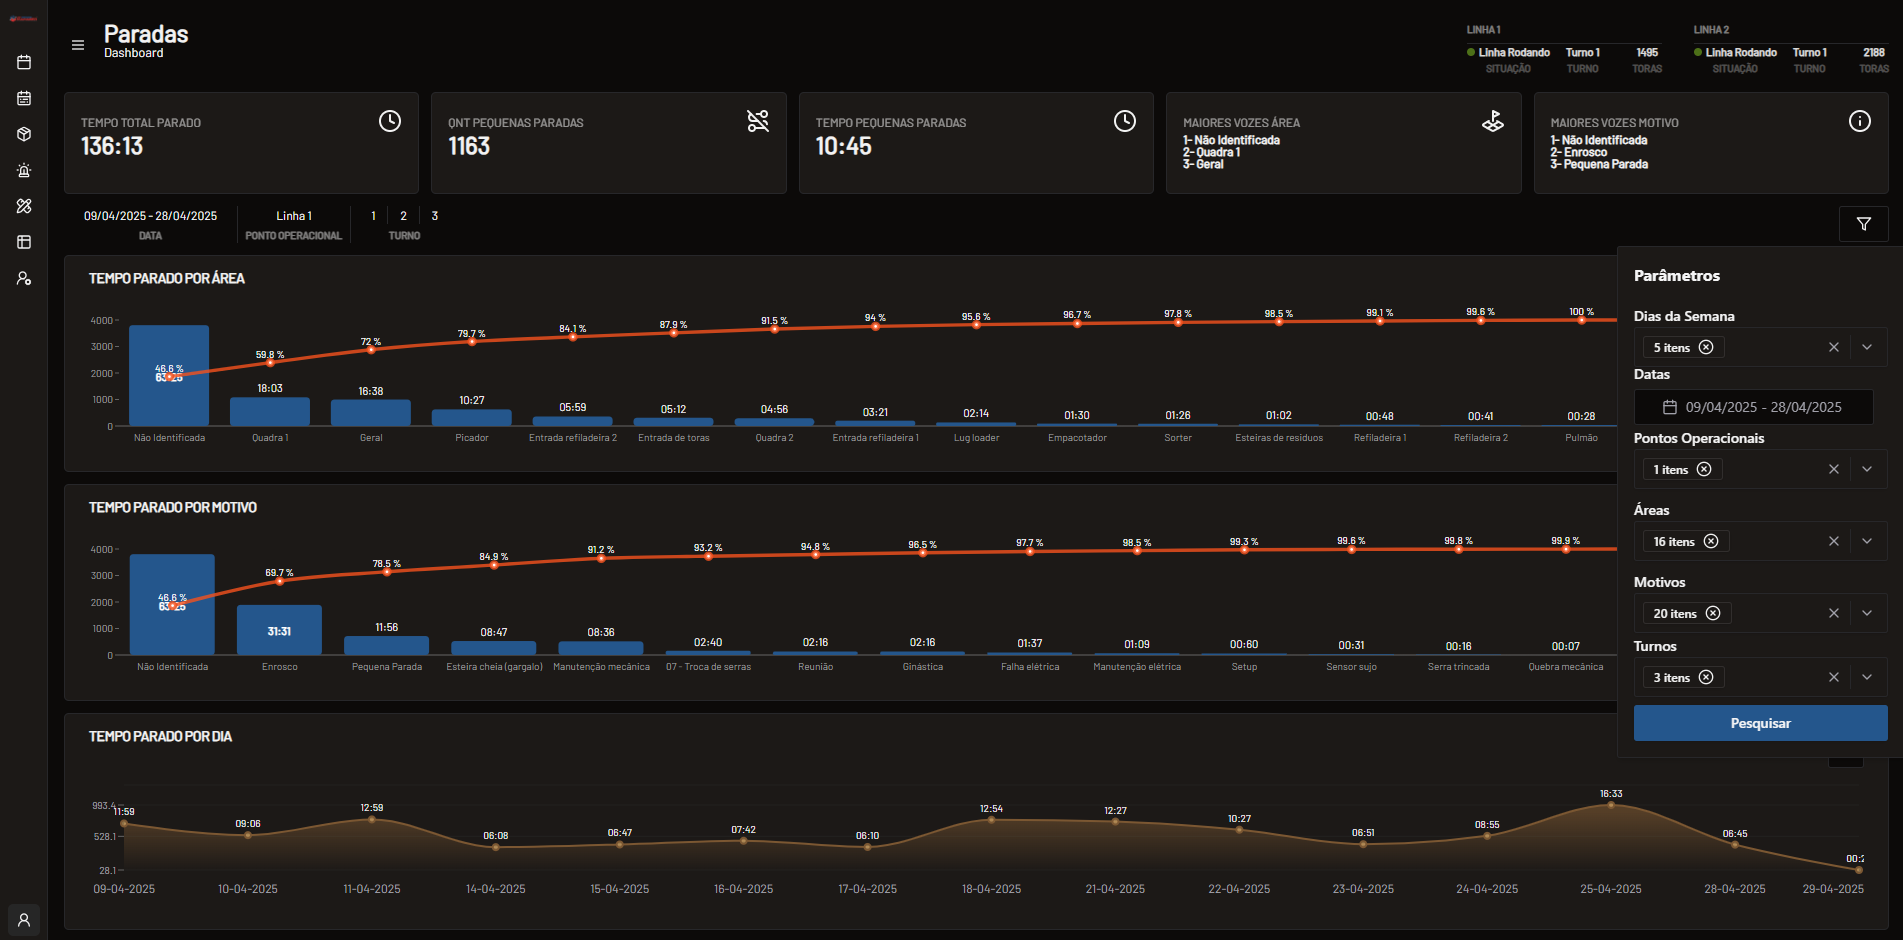 Paradas
Dashboard
LINHA 1
Linha Rodando Turno 1 1495
SITUAÇÃO TURNO TORAS
LINHA 2
Linha Rodando Turno 1 2188
SITUAÇÃO TURNO TORAS
TEMPO TOTAL PARADO
136:13
QNT PEQUENAS PARADAS
1163
TEMPO PEQUENAS PARADAS
10:45
MAIORES VOZES ÁREA
1- Não Identificada
2- Quadra 1
3- Geral
MAIORES VOZES MOTIVO
1- Não Identificada
2- Enrosco
3- Pequena Parada
09/04/2025 - 28/04/2025 Linha 1 1 2 3
DATA PONTO OPERACIONAL TURNO
TEMPO PARADO POR ÁREA
4000
3000
2000
1000
0
46.6 % 59.8 % 72 % 79.7 % 84.1 % 87.9 % 91.5 % 94 % 95.6 % 96.7 % 97.8 % 98.5 % 99.1 % 99.6 % 100 %
63:25 18:03 16:38 10:27 05:59 05:12 04:56 03:21 02:14 01:30 01:26 01:02 00:48 00:41 00:28
Não Identificada Quadra 1 Geral Picador Entrada refiladeira 2 Entrada de toras Quadra 2 Entrada refiladeira 1 Lug loader Empacotador Sorter Esteiras de resíduos Refiladeira 1 Refiladeira 2 Pulmão
TEMPO PARADO POR MOTIVO
4000
3000
2000
1000
0
46.6 % 69.7 % 78.5 % 84.9 % 91.2 % 93.2 % 94.8 % 96.5 % 97.7 % 98.5 % 99.3 % 99.6 % 99.8 % 99.9 %
63:25 31:31 11:56 08:47 08:36 02:40 02:16 02:16 01:37 01:09 00:60 00:31 00:16 00:07
Não Identificada Enrosco Pequena Parada Esteira cheia (gargalo) Manutenção mecânica 07 - Troca de serras Reunião Ginástica Falha elétrica Manutenção elétrica Setup Sensor sujo Serra trincada Quebra mecânica
TEMPO PARADO POR DIA
993.4
528.1
28.1
11:59 09:06 12:59 06:08 06:47 07:42 06:10 12:54 12:27 10:27 06:51 08:55 16:33 06:45
09-04-2025 10-04-2025 11-04-2025 14-04-2025 15-04-2025 16-04-2025 17-04-2025 18-04-2025 21-04-2025 22-04-2025 23-04-2025 24-04-2025 25-04-2025 28-04-2025 29-04-2025
Parâmetros
Dias da Semana
5 itens
Datas
09/04/2025 - 28/04/2025
Pontos Operacionais
1 itens
Áreas
16 itens
Motivos
20 itens
Turnos
3 itens
Pesquisar